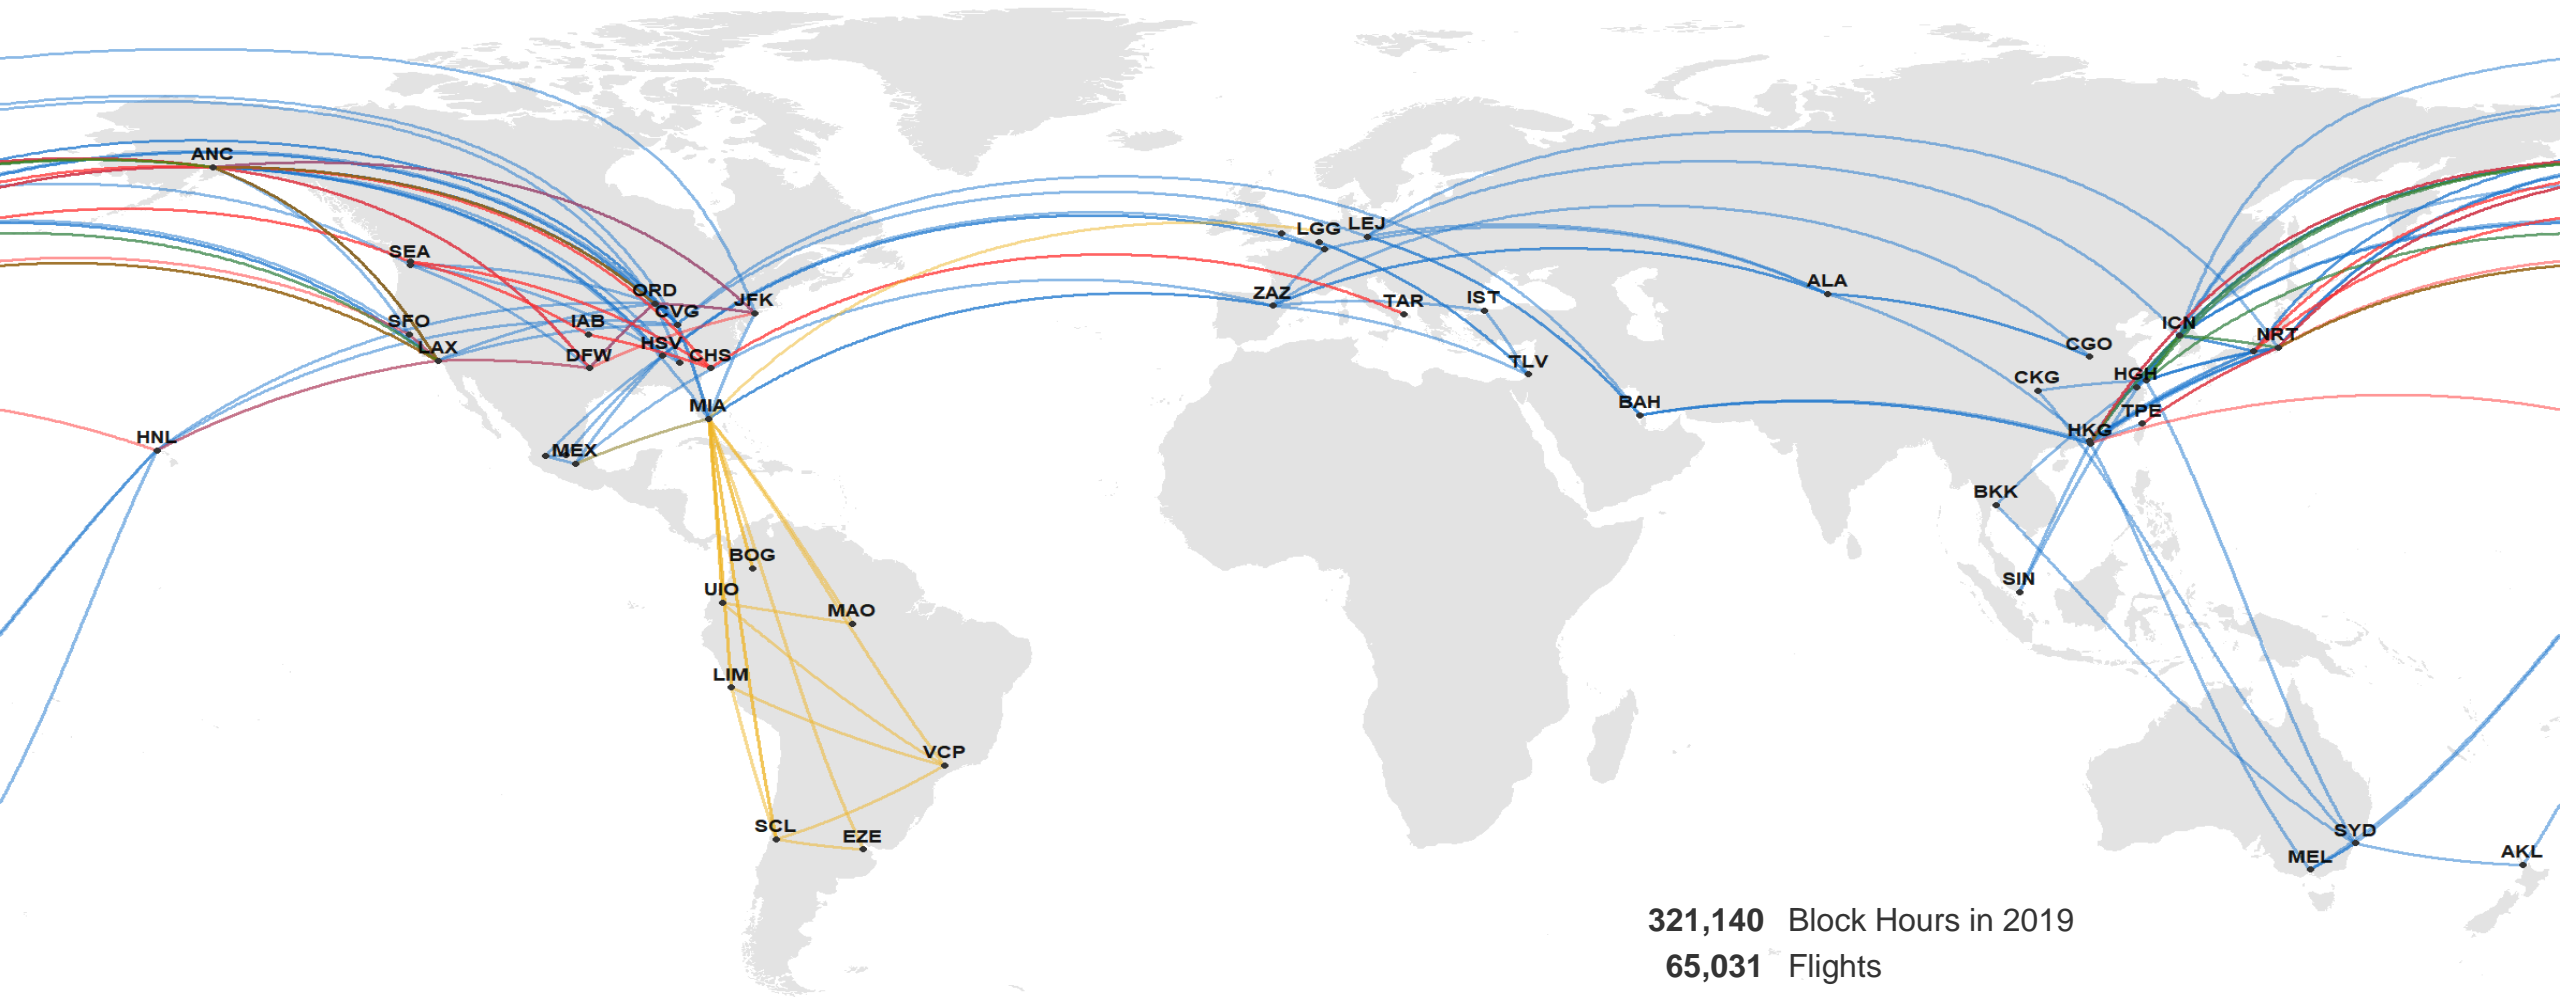 ANC
SEA
LGG
LEJ
ALA
ORD
JFK
ZAZ
TAR
IST
CVG
SFO
IAB
ICN
NRT
HSV
CHS
LAX
DFW
CGO
TLV
CKG
HGH
MIA
BAH
TPE
HNL
HKG
MEX
BKK
BOG
SIN
UIO
MAO
LIM
VCP
SCL
EZE
SYD
MEL
AKL
321,140 Block Hours in 2019
65,031 Flights